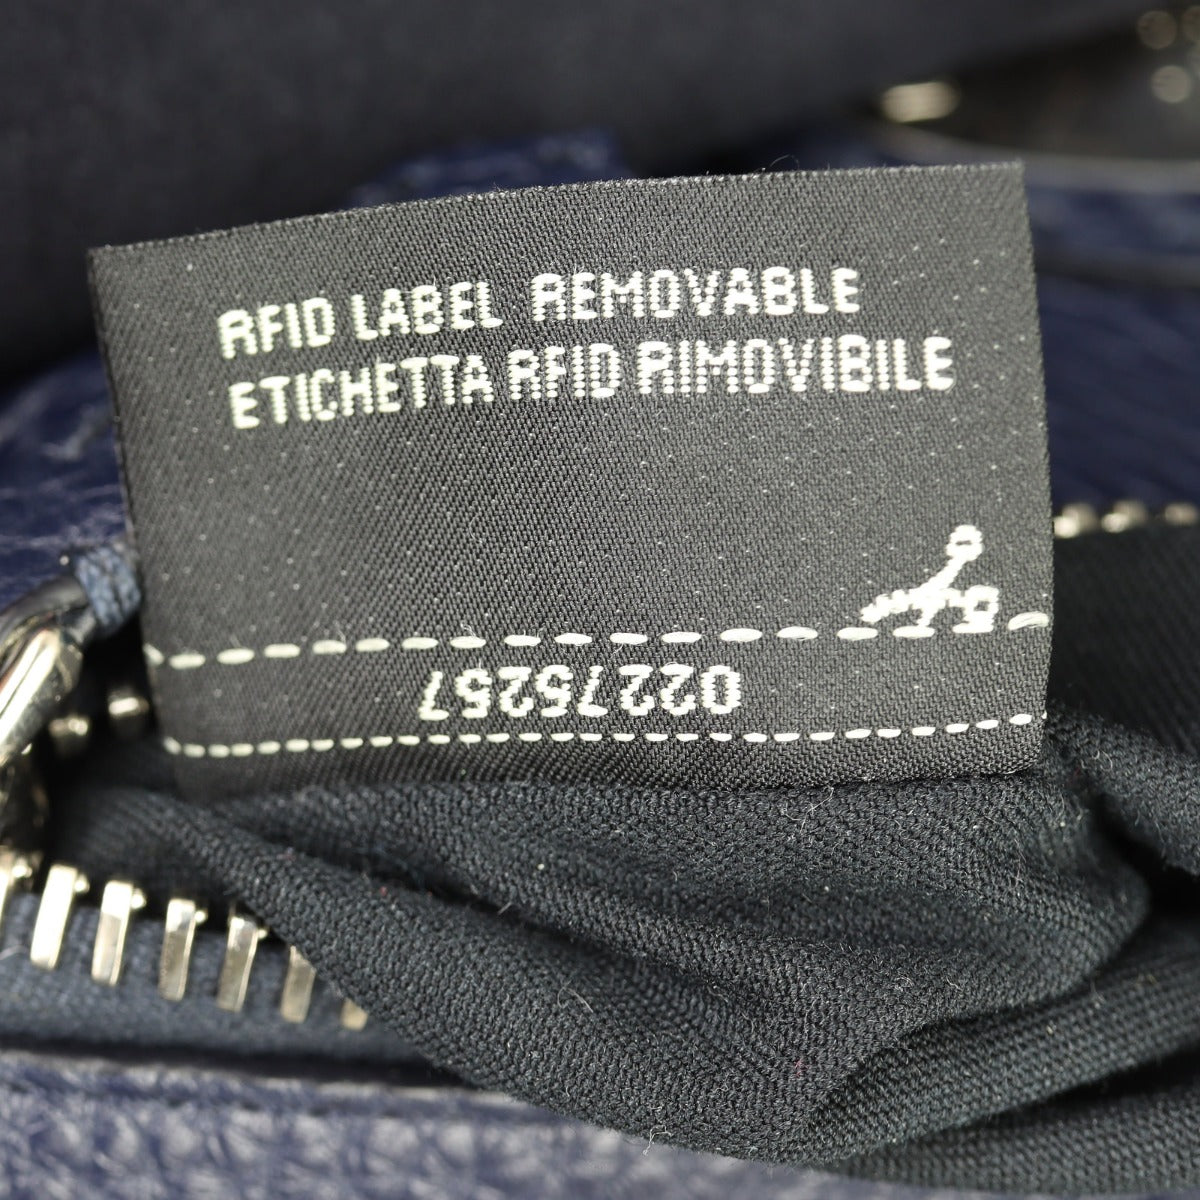 RFID LABEL REMOVABLE
ETICHETTA RFID RIMOVIBILE
02275257